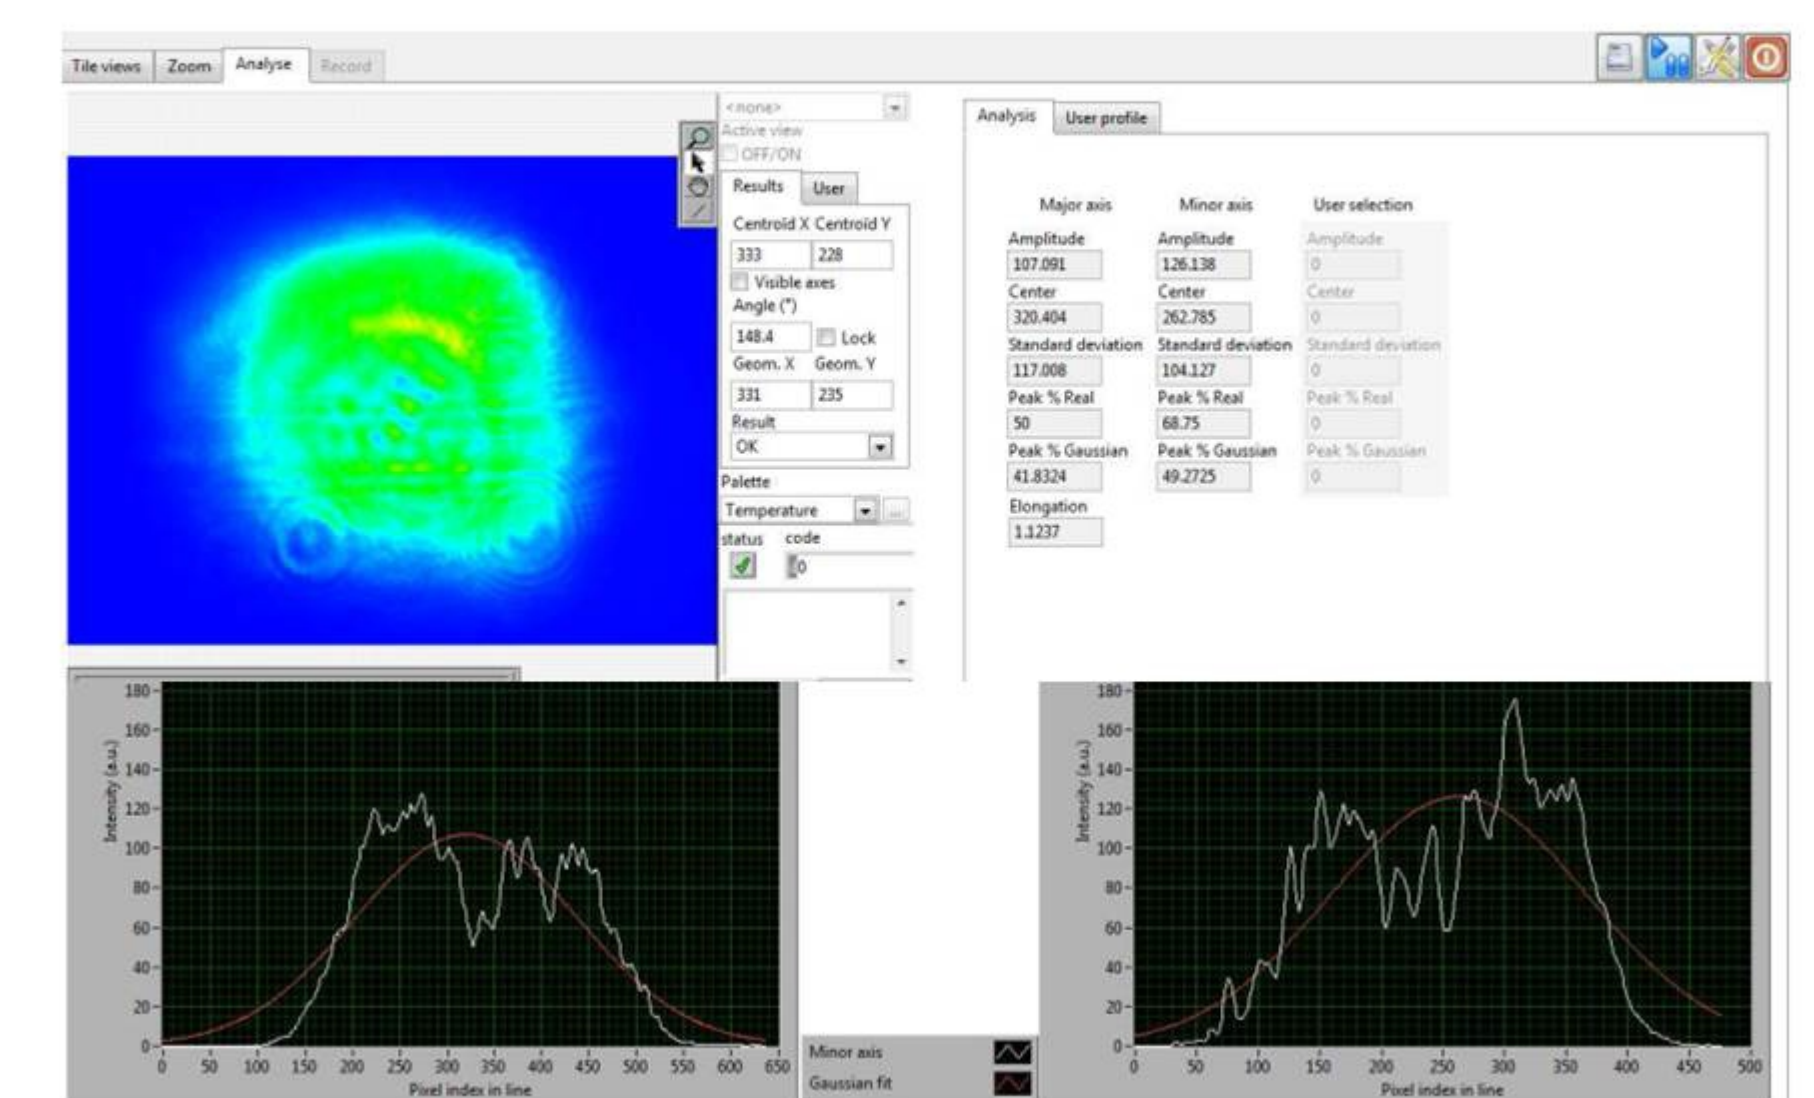 Tile views Zoom Analyse Record
<none>
Active view
OFF/ON
Results User
Centroïd X Centroïd Y
333 228
Visible axes
Angle (°)
148.4 Lock
Geom. X Geom. Y
331 235
Result
OK
Palette
Temperature ...
status code
0
Analysis User profile
Major axis Minor axis User selection
Amplitude Amplitude Amplitude
107.091 126.138 0
Center Center Center
320.404 262.785 0
Standard deviation Standard deviation Standard deviation
117.008 104.127 0
Peak % Real Peak % Real Peak % Real
50 68.75 0
Peak % Gaussian Peak % Gaussian Peak % Gaussian
41.8324 49.2725 0
Elongation
1.1237
Intensity (a.u.)
180
160
140
120
100
80
60
40
20
0
0 50 100 150 200 250 300 350 400 450 500 550 600 650
Pixel index in line
Minor axis
Gaussian fit
Intensity (a.u.)
180
160
140
120
100
80
60
40
20
0
0 50 100 150 200 250 300 350 400 450 500
Pixel index in line